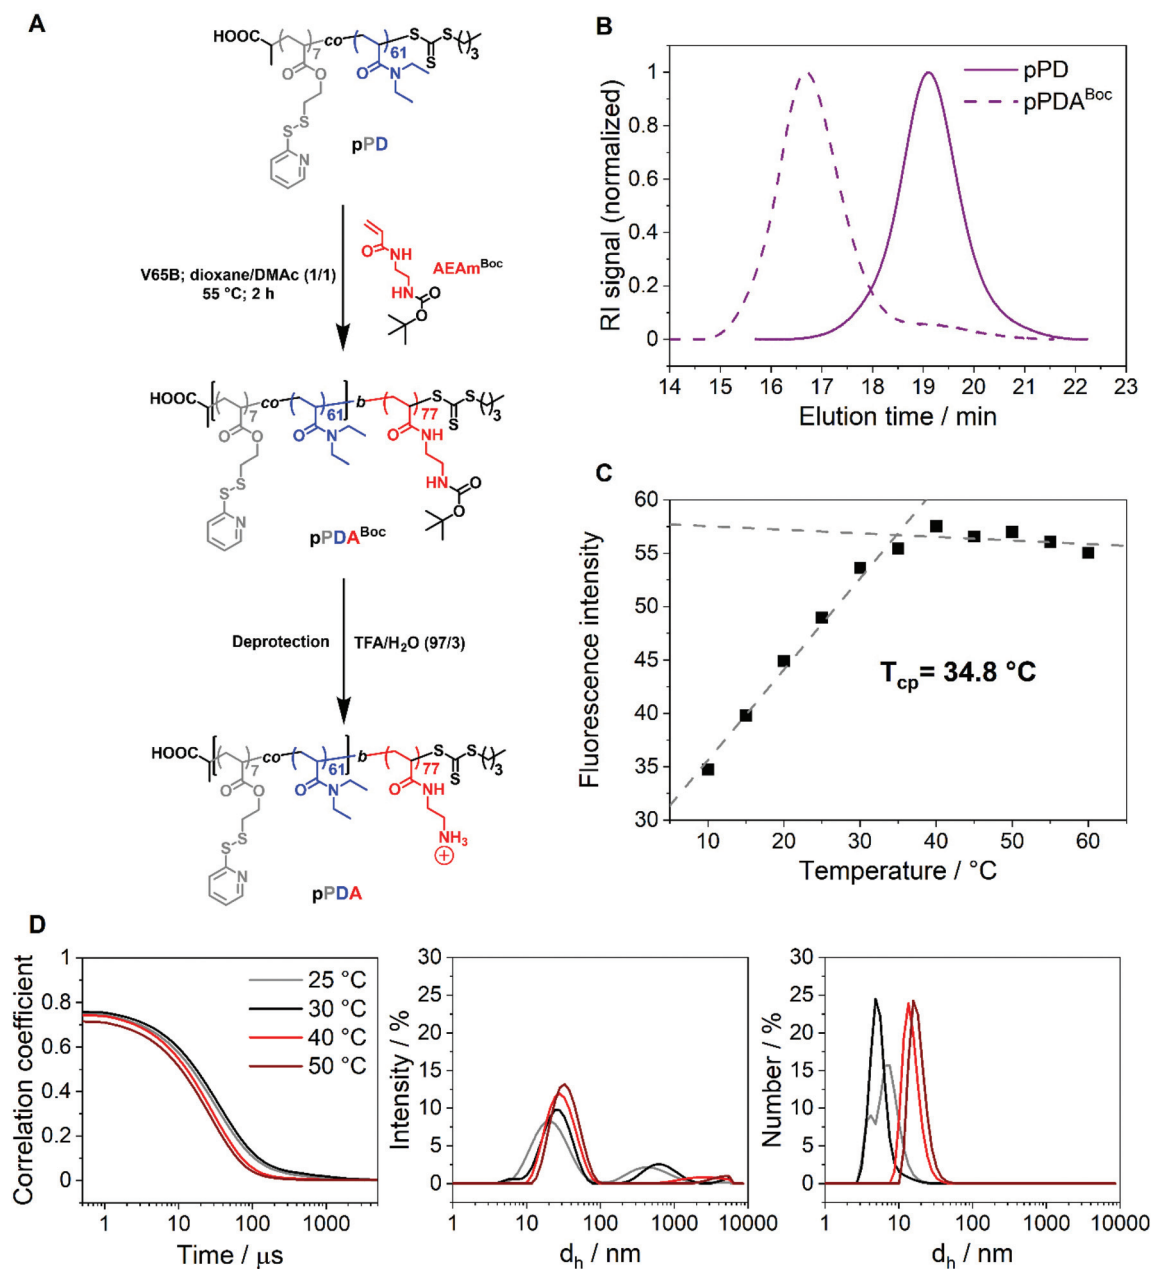 A
HOOC ( ) 7 co ( ) 61 S S ( ) 3
S
O O O N
S S
N
pPD
V65B; dioxane/DMAc (1/1)
55 °C; 2 h
O NH
AEAm^Boc
HN O
O
HOOC [ ( ) 7 co ( ) 61 ] b ( ) 77 S S ( ) 3
S
O O O N O NH
S S
N
HN O
O
pPDA^Boc
Deprotection TFA/H₂O (97/3)
HOOC [ ( ) 7 co ( ) 61 ] b ( ) 77 S S ( ) 3
S
O O O N O NH
S S
N
NH₃
+
pPDA
B
RI signal (normalized)
1
0.8
0.6
0.4
0.2
0
pPD
pPDA^Boc
14 15 16 17 18 19 20 21 22 23
Elution time / min
C
Fluorescence intensity
60
55
50
45
40
35
30
T_cp= 34.8 °C
10 20 30 40 50 60
Temperature / °C
D
Correlation coefficient
1
0.8
0.6
0.4
0.2
0
25 °C
30 °C
40 °C
50 °C
1 10 100 1000
Time / μs
Intensity / %
30
25
20
15
10
5
0
1 10 100 1000 10000
d_h / nm
Number / %
30
25
20
15
10
5
0
1 10 100 1000 10000
d_h / nm